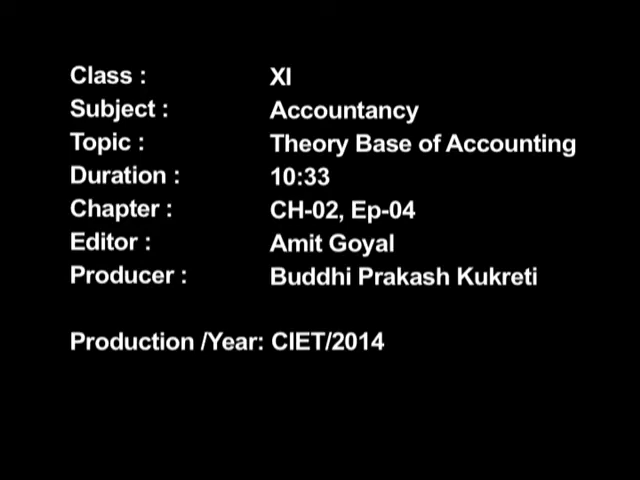 Class : XI
Subject : Accountancy
Topic : Theory Base of Accounting
Duration : 10:33
Chapter : CH-02, Ep-04
Editor : Amit Goyal
Producer : Buddhi Prakash Kukreti
Production /Year: CIET/2014